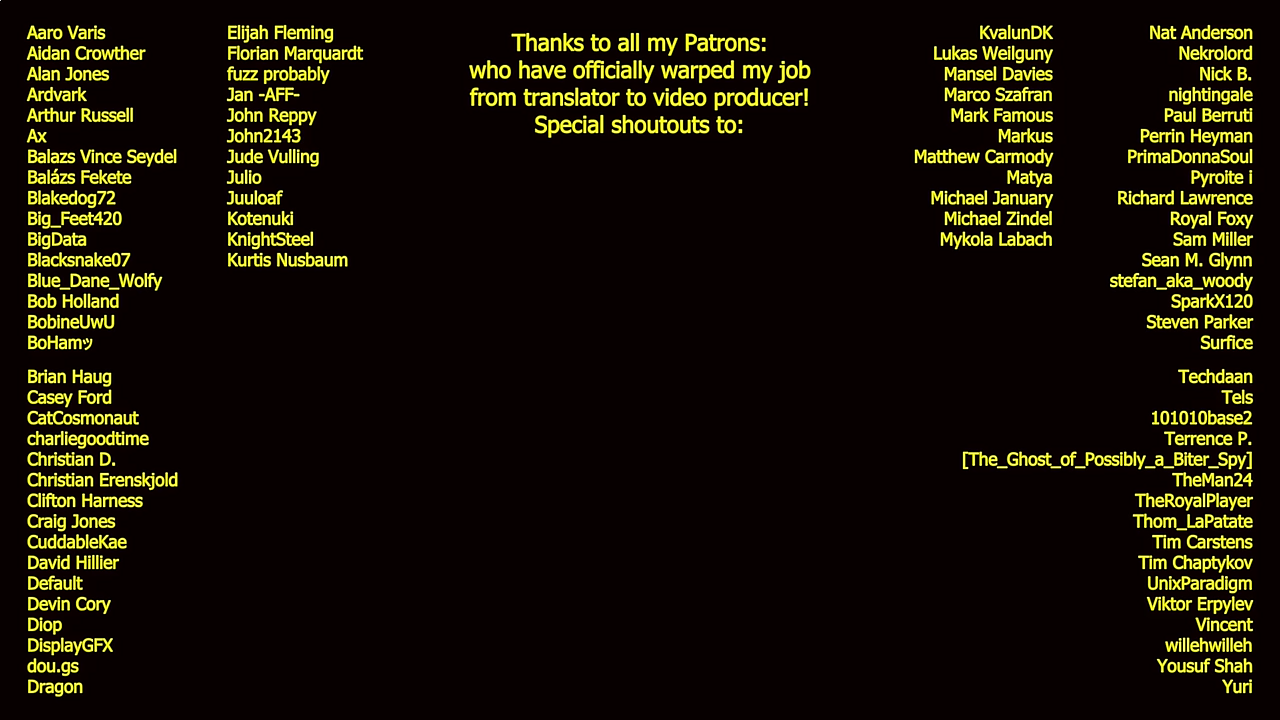 Aaro Varis
Aidan Crowther
Alan Jones
Ardvark
Arthur Russell
Ax
Balazs Vince Seydel
Balázs Fekete
Blakedog72
Big_Feet420
BigData
Blacksnake07
Blue_Dane_Wolfy
Bob Holland
BobineUwU
BoHamッ
Brian Haug
Casey Ford
CatCosmonaut
charliegoodtime
Christian D.
Christian Erenskjold
Clifton Harness
Craig Jones
CuddableKae
David Hillier
Default
Devin Cory
Diop
DisplayGFX
dou.gs
Dragon
Elijah Fleming
Florian Marquardt
fuzz probably
Jan -AFF-
John Reppy
John2143
Jude Vulling
Julio
Juuloaf
Kotenuki
KnightSteel
Kurtis Nusbaum
Thanks to all my Patrons:
who have officially warped my job
from translator to video producer!
Special shoutouts to:
KvalunDK
Lukas Weilguny
Mansel Davies
Marco Szafran
Mark Famous
Markus
Matthew Carmody
Matya
Michael January
Michael Zindel
Mykola Labach
Nat Anderson
Nekrolord
Nick B.
nightingale
Paul Berruti
Perrin Heyman
PrimaDonnaSoul
Pyroite i
Richard Lawrence
Royal Foxy
Sam Miller
Sean M. Glynn
stefan_aka_woody
SparkX120
Steven Parker
Surfice
Techdaan
Tels
101010base2
Terrence P.
[The_Ghost_of_Possibly_a_Biter_Spy]
TheMan24
TheRoyalPlayer
Thom_LaPatate
Tim Carstens
Tim Chaptykov
UnixParadigm
Viktor Erpylev
Vincent
willehwilleh
Yousuf Shah
Yuri